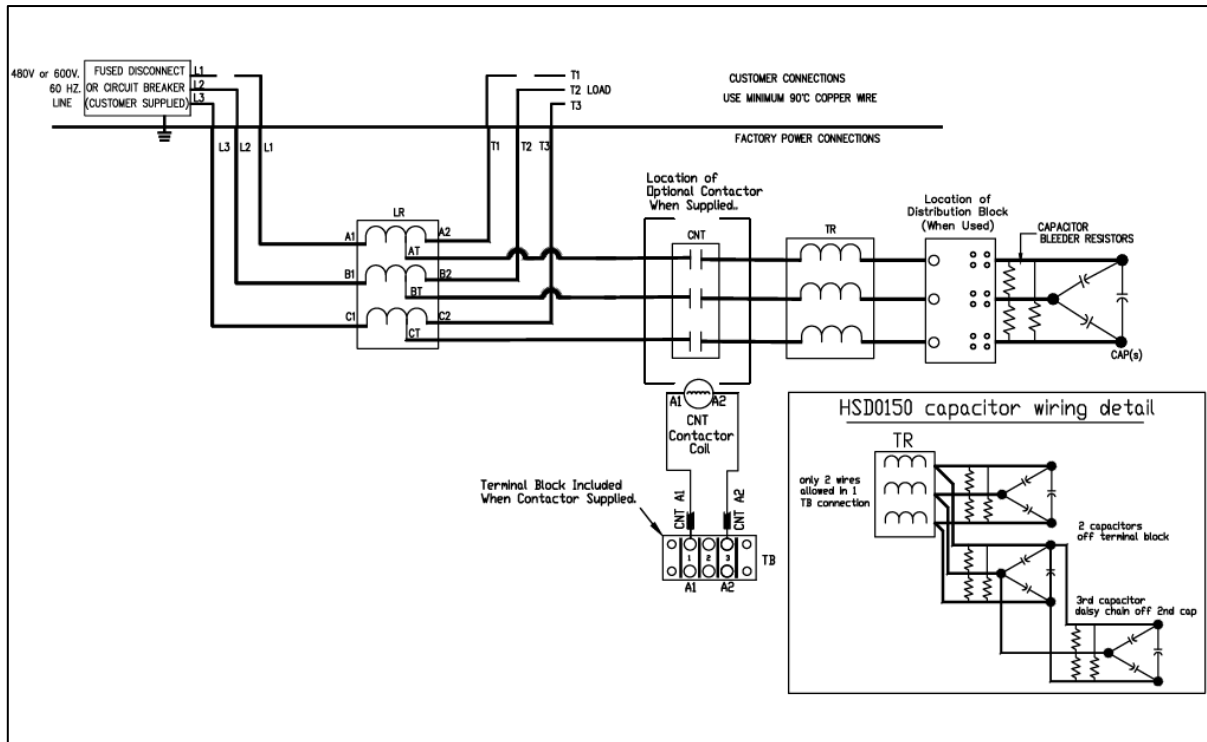 480V or 600V.
60 HZ.
LINE
FUSED DISCONNECT
OR CIRCUIT BREAKER
(CUSTOMER SUPPLIED)
L1
L2
L3
T1
T2 LOAD
T3
CUSTOMER CONNECTIONS
USE MINIMUM 90°C COPPER WIRE
FACTORY POWER CONNECTIONS
L3
L2
L1
T1
T2
T3
LR
A1
A2
AT
B1
B2
BT
C1
C2
CT
Location of
Optional Contactor
When Supplied..
CNT
TR
Location of
Distribution Block
(When Used)
CAPACITOR
BLEEDER RESISTORS
CAP(s)
A1
A2
CNT
Contactor
Coil
Terminal Block Included
When Contactor Supplied.
CNT A1
CNT A2
1
2
3
TB
A1
A2
HSD0150 capacitor wiring detail
TR
only 2 wires
allowed in 1
TB connection
2 capacitors
off terminal block
3rd capacitor
daisy chain off 2nd cap